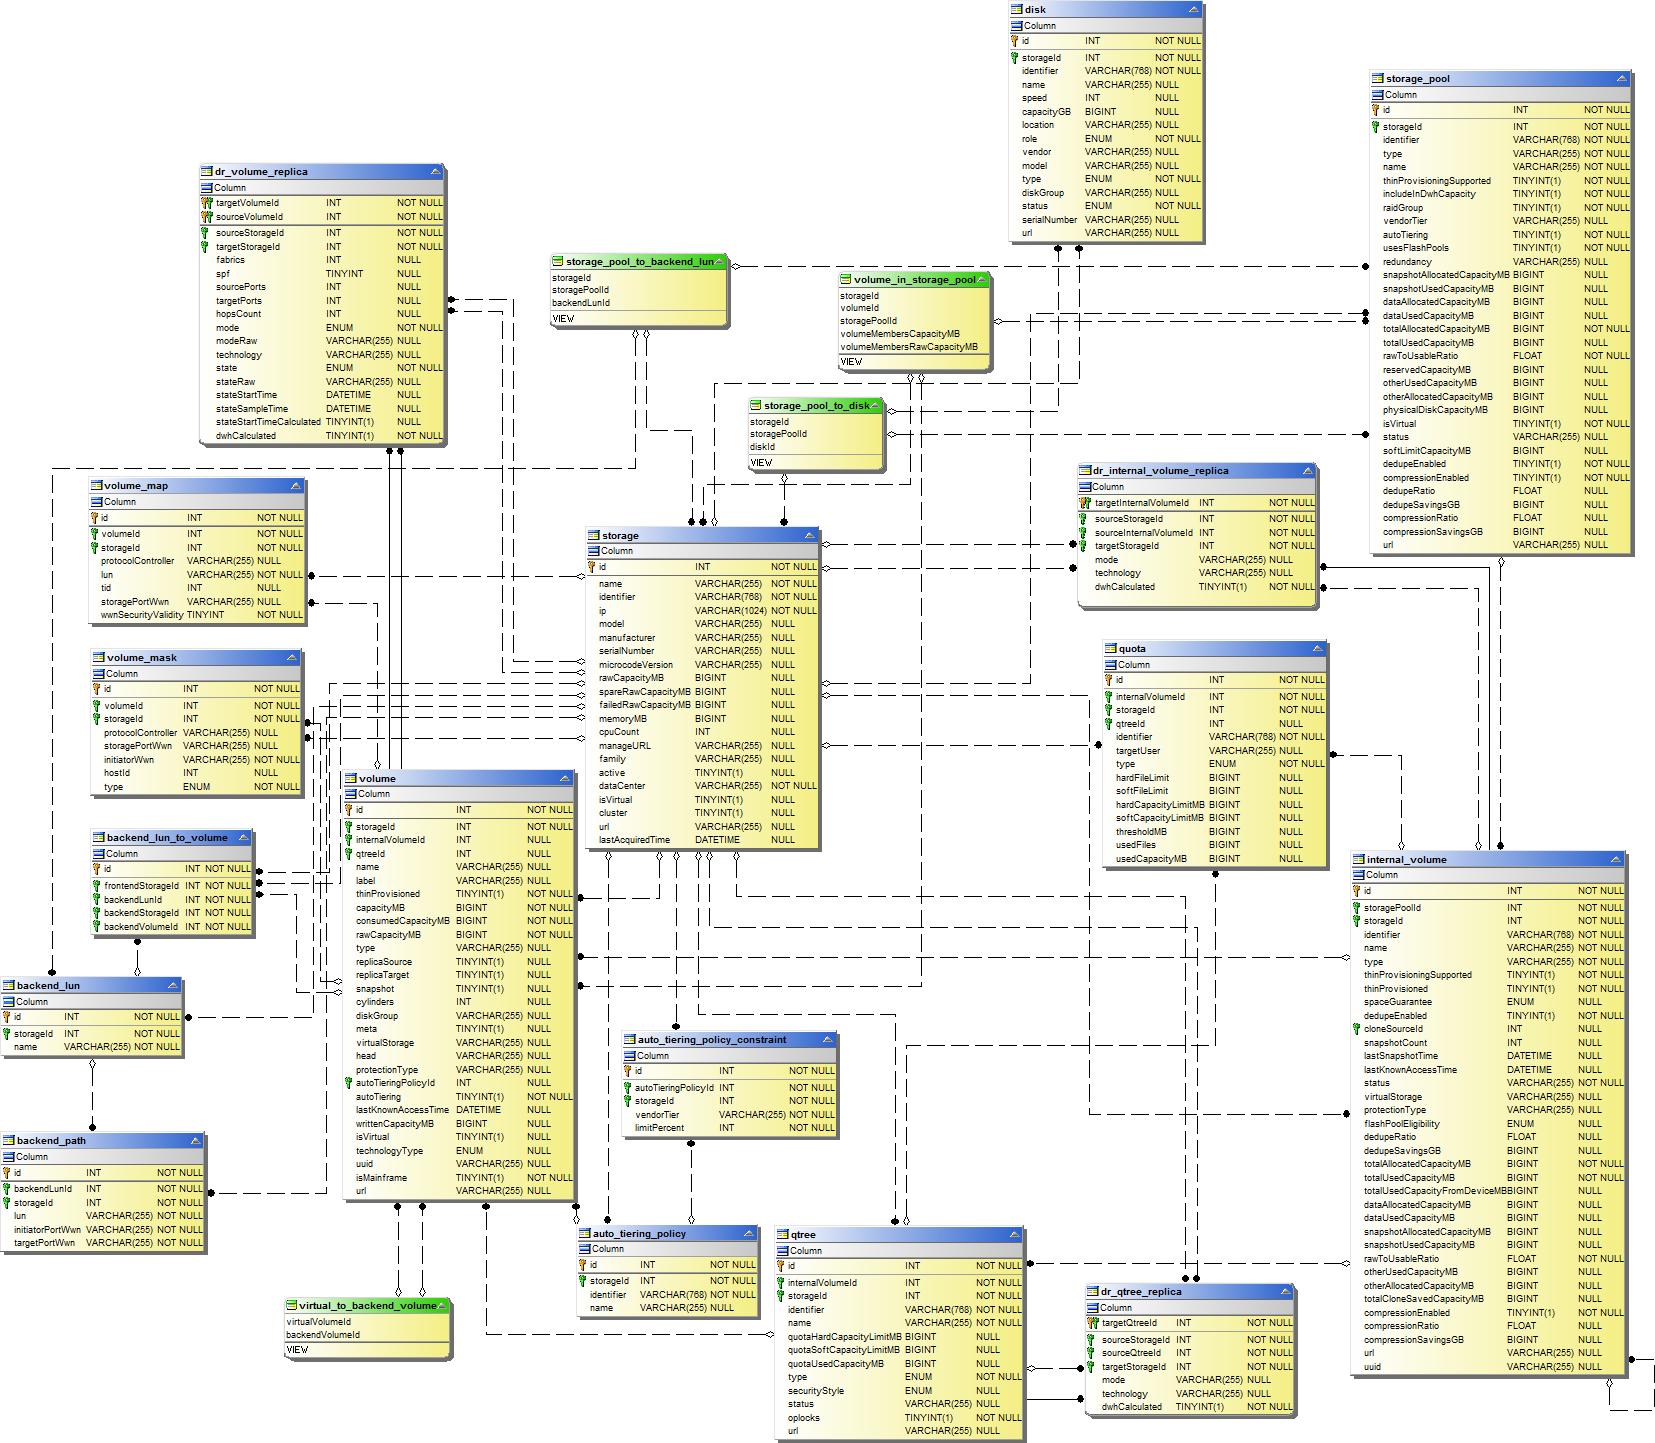 disk
Column
id INT NOT NULL
storageId INT NOT NULL
identifier VARCHAR(768) NOT NULL
name VARCHAR(255) NULL
speed INT NULL
capacityGB BIGINT NULL
location VARCHAR(255) NULL
role ENUM NOT NULL
vendor VARCHAR(255) NULL
model VARCHAR(255) NULL
type ENUM NOT NULL
diskGroup VARCHAR(255) NULL
status ENUM NOT NULL
serialNumber VARCHAR(255) NULL
url VARCHAR(255) NULL
storage_pool
Column
id INT NOT NULL
storageId INT NOT NULL
identifier VARCHAR(768) NOT NULL
type VARCHAR(255) NOT NULL
name VARCHAR(255) NOT NULL
thinProvisioningSupported TINYINT(1) NOT NULL
includeInDwhCapacity TINYINT(1) NOT NULL
raidGroup TINYINT(1) NOT NULL
vendorTier VARCHAR(255) NULL
autoTiering TINYINT(1) NOT NULL
usesFlashPools TINYINT(1) NOT NULL
redundancy VARCHAR(255) NULL
snapshotAllocatedCapacityMB BIGINT NULL
snapshotUsedCapacityMB BIGINT NULL
dataAllocatedCapacityMB BIGINT NULL
dataUsedCapacityMB BIGINT NULL
totalAllocatedCapacityMB BIGINT NOT NULL
totalUsedCapacityMB BIGINT NULL
rawToUsableRatio FLOAT NOT NULL
reservedCapacityMB BIGINT NULL
otherUsedCapacityMB BIGINT NULL
otherAllocatedCapacityMB BIGINT NULL
physicalDiskCapacityMB BIGINT NULL
isVirtual TINYINT(1) NOT NULL
status VARCHAR(255) NULL
softLimitCapacityMB BIGINT NULL
dedupeEnabled TINYINT(1) NOT NULL
compressionEnabled TINYINT(1) NOT NULL
dedupeRatio FLOAT NULL
dedupeSavingsGB BIGINT NULL
compressionRatio FLOAT NULL
compressionSavingsGB BIGINT NULL
url VARCHAR(255) NULL
dr_volume_replica
Column
targetVolumeId INT NOT NULL
sourceVolumeId INT NOT NULL
sourceStorageId INT NOT NULL
targetStorageId INT NOT NULL
fabrics INT NULL
spf TINYINT NULL
sourcePorts INT NULL
targetPorts INT NULL
hopsCount INT NULL
mode ENUM NOT NULL
modeRaw VARCHAR(255) NULL
technology VARCHAR(255) NULL
state ENUM NOT NULL
stateRaw VARCHAR(255) NULL
stateStartTime DATETIME NULL
stateSampleTime DATETIME NULL
stateStartTimeCalculated TINYINT(1) NULL
dwhCalculated TINYINT(1) NOT NULL
storage_pool_to_backend_lun
storageId
storagePoolId
backendLunId
VIEW
volume_in_storage_pool
storageId
volumeId
storagePoolId
volumeMembersCapacityMB
volumeMembersRawCapacityMB
VIEW
storage_pool_to_disk
storageId
storagePoolId
diskId
VIEW
volume_map
Column
id INT NOT NULL
volumeId INT NOT NULL
storageId INT NOT NULL
protocolController VARCHAR(255) NULL
lun VARCHAR(255) NOT NULL
tid INT NULL
storagePortWwn VARCHAR(255) NULL
wwnSecurityValidity TINYINT NOT NULL
dr_internal_volume_replica
Column
targetInternalVolumeId INT NOT NULL
sourceStorageId INT NOT NULL
sourceInternalVolumeId INT NOT NULL
targetStorageId INT NOT NULL
mode VARCHAR(255) NULL
technology VARCHAR(255) NULL
dwhCalculated TINYINT(1) NOT NULL
storage
Column
id INT NOT NULL
name VARCHAR(255) NOT NULL
identifier VARCHAR(768) NOT NULL
ip VARCHAR(1024) NOT NULL
model VARCHAR(255) NULL
manufacturer VARCHAR(255) NULL
serialNumber VARCHAR(255) NULL
microcodeVersion VARCHAR(255) NULL
rawCapacityMB BIGINT NULL
spareRawCapacityMB BIGINT NULL
failedRawCapacityMB BIGINT NULL
memoryMB BIGINT NULL
cpuCount INT NULL
manageURL VARCHAR(255) NULL
family VARCHAR(255) NULL
active TINYINT(1) NULL
dataCenter VARCHAR(255) NOT NULL
isVirtual TINYINT(1) NULL
cluster TINYINT(1) NULL
url VARCHAR(255) NULL
lastAcquiredTime DATETIME NULL
volume_mask
Column
id INT NOT NULL
volumeId INT NOT NULL
storageId INT NOT NULL
protocolController VARCHAR(255) NULL
storagePortWwn VARCHAR(255) NULL
initiatorWwn VARCHAR(255) NULL
hostId INT NULL
type ENUM NOT NULL
quota
Column
id INT NOT NULL
internalVolumeId INT NOT NULL
storageId INT NOT NULL
qtreeId INT NULL
identifier VARCHAR(768) NOT NULL
targetUser VARCHAR(255) NULL
type ENUM NOT NULL
hardFileLimit BIGINT NULL
softFileLimit BIGINT NULL
hardCapacityLimitMB BIGINT NULL
softCapacityLimitMB BIGINT NULL
thresholdMB BIGINT NULL
usedFiles BIGINT NULL
usedCapacityMB BIGINT NULL
volume
Column
id INT NOT NULL
storageId INT NOT NULL
internalVolumeId INT NULL
qtreeId INT NULL
name VARCHAR(255) NOT NULL
label VARCHAR(255) NULL
thinProvisioned TINYINT(1) NOT NULL
capacityMB BIGINT NOT NULL
consumedCapacityMB BIGINT NULL
rawCapacityMB BIGINT NOT NULL
type VARCHAR(255) NULL
replicaSource TINYINT(1) NULL
replicaTarget TINYINT(1) NULL
snapshot TINYINT(1) NULL
cylinders INT NULL
diskGroup VARCHAR(255) NULL
meta TINYINT(1) NULL
virtualStorage VARCHAR(255) NULL
head VARCHAR(255) NULL
protectionType VARCHAR(255) NULL
autoTieringPolicyId INT NULL
autoTiering TINYINT(1) NOT NULL
lastKnownAccessTime DATETIME NULL
writtenCapacityMB BIGINT NULL
isVirtual TINYINT(1) NULL
technologyType ENUM NULL
uuid VARCHAR(255) NULL
isMainframe TINYINT(1) NOT NULL
url VARCHAR(255) NULL
backend_lun_to_volume
Column
id INT NOT NULL
frontendStorageId INT NOT NULL
backendLunId INT NOT NULL
backendStorageId INT NOT NULL
backendVolumeId INT NOT NULL
internal_volume
Column
id INT NOT NULL
storagePoolId INT NOT NULL
storageId INT NOT NULL
identifier VARCHAR(768) NOT NULL
name VARCHAR(255) NOT NULL
type VARCHAR(255) NOT NULL
thinProvisioningSupported TINYINT(1) NOT NULL
thinProvisioned TINYINT(1) NOT NULL
spaceGuarantee ENUM NULL
dedupeEnabled TINYINT(1) NOT NULL
cloneSourceId INT NULL
snapshotCount INT NULL
lastSnapshotTime DATETIME NULL
lastKnownAccessTime DATETIME NULL
status VARCHAR(255) NOT NULL
virtualStorage VARCHAR(255) NULL
protectionType VARCHAR(255) NULL
flashPoolEligibility ENUM NULL
dedupeRatio FLOAT NULL
dedupeSavingsGB BIGINT NULL
totalAllocatedCapacityMB BIGINT NOT NULL
totalUsedCapacityMB BIGINT NOT NULL
totalUsedCapacityFromDeviceMB BIGINT NULL
dataAllocatedCapacityMB BIGINT NULL
dataUsedCapacityMB BIGINT NULL
snapshotAllocatedCapacityMB BIGINT NULL
snapshotUsedCapacityMB BIGINT NULL
rawToUsableRatio FLOAT NOT NULL
otherUsedCapacityMB BIGINT NULL
otherAllocatedCapacityMB BIGINT NULL
totalCloneSavedCapacityMB BIGINT NULL
compressionEnabled TINYINT(1) NOT NULL
compressionRatio FLOAT NULL
compressionSavingsGB BIGINT NULL
url VARCHAR(255) NULL
uuid VARCHAR(255) NULL
backend_lun
Column
id INT NOT NULL
storageId INT NOT NULL
name VARCHAR(255) NOT NULL
auto_tiering_policy_constraint
Column
id INT NOT NULL
autoTieringPolicyId INT NOT NULL
storageId INT NOT NULL
vendorTier VARCHAR(255) NOT NULL
limitPercent INT NOT NULL
backend_path
Column
id INT NOT NULL
backendLunId INT NOT NULL
storageId INT NOT NULL
lun VARCHAR(255) NOT NULL
initiatorPortWwn VARCHAR(255) NOT NULL
targetPortWwn VARCHAR(255) NOT NULL
auto_tiering_policy
Column
id INT NOT NULL
storageId INT NOT NULL
identifier VARCHAR(768) NOT NULL
name VARCHAR(255) NULL
qtree
Column
id INT NOT NULL
internalVolumeId INT NOT NULL
storageId INT NOT NULL
identifier VARCHAR(768) NOT NULL
name VARCHAR(255) NOT NULL
quotaHardCapacityLimitMB BIGINT NULL
quotaSoftCapacityLimitMB BIGINT NULL
quotaUsedCapacityMB BIGINT NULL
type ENUM NOT NULL
securityStyle ENUM NULL
status VARCHAR(255) NULL
oplocks TINYINT(1) NOT NULL
url VARCHAR(255) NULL
virtual_to_backend_volume
virtualVolumeId
backendVolumeId
VIEW
dr_qtree_replica
Column
targetQtreeId INT NOT NULL
sourceStorageId INT NOT NULL
sourceQtreeId INT NOT NULL
targetStorageId INT NOT NULL
mode VARCHAR(255) NULL
technology VARCHAR(255) NULL
dwhCalculated TINYINT(1) NOT NULL